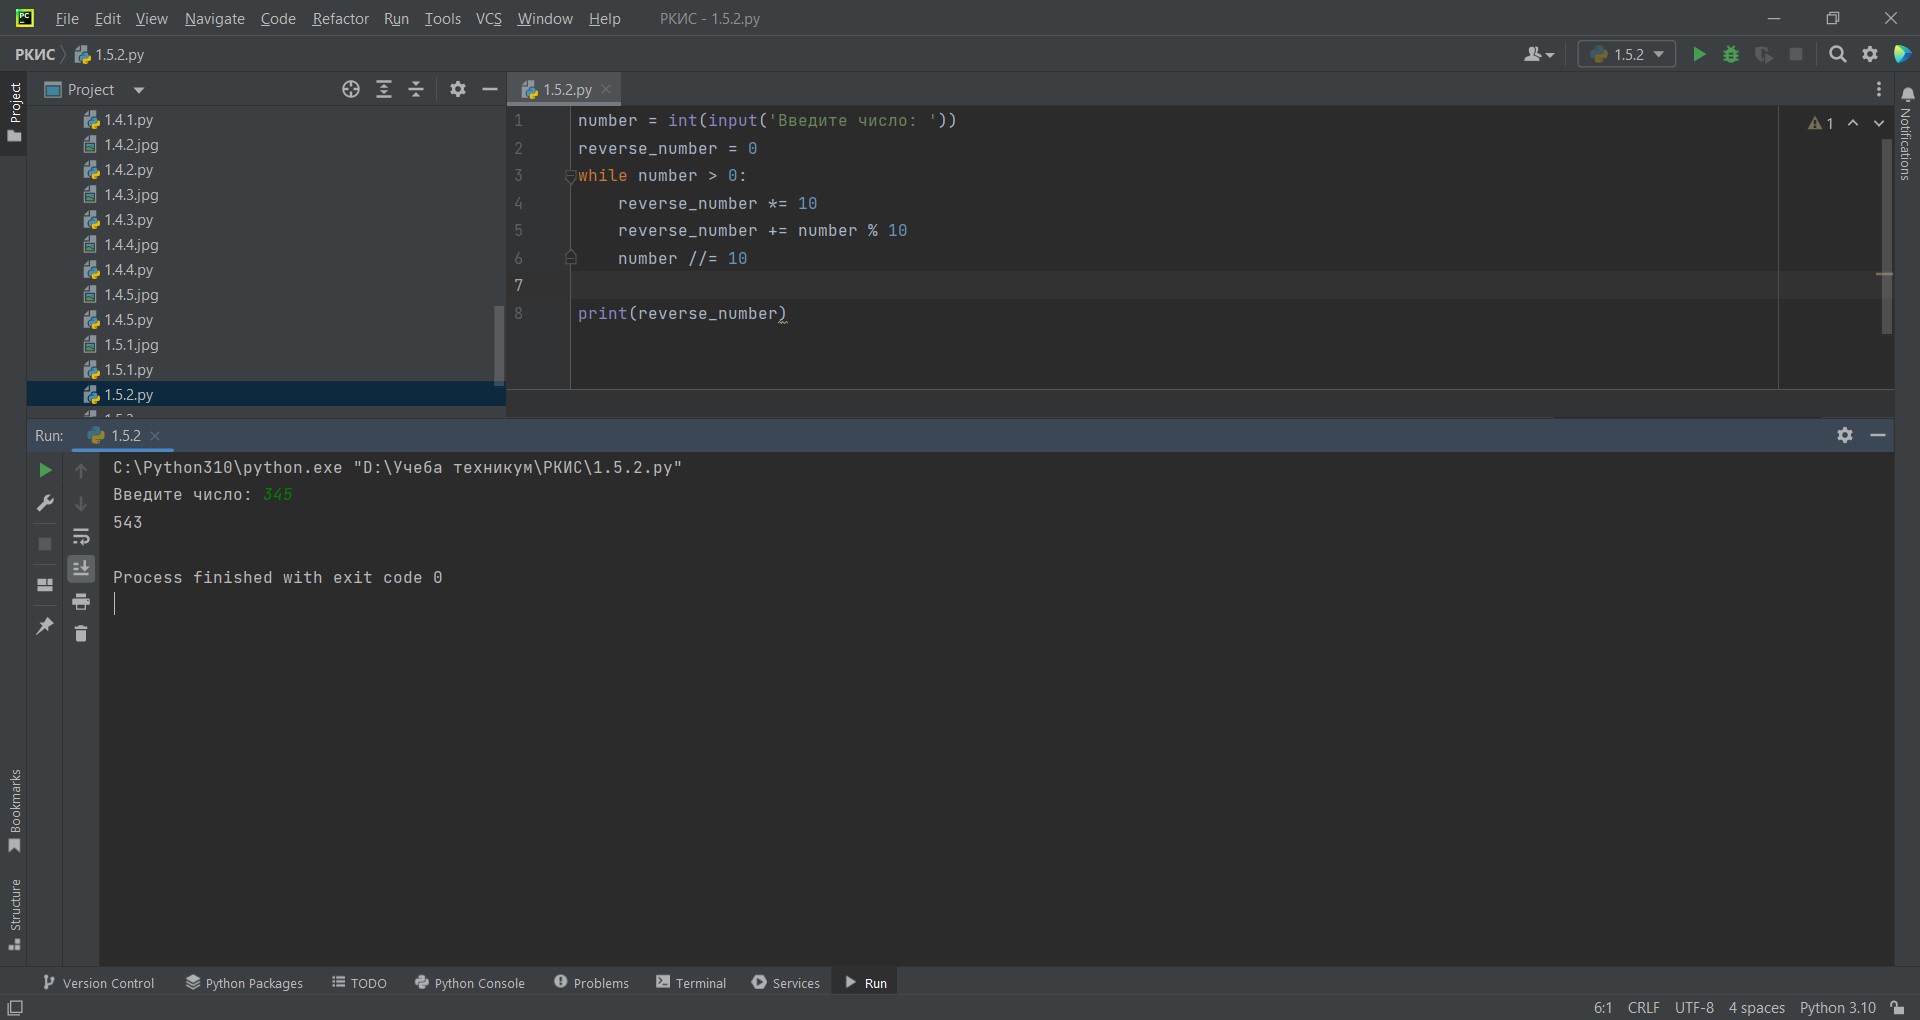 File Edit View Navigate Code Refactor Run Tools VCS Window Help РКИС - 1.5.2.py
РКИС 1.5.2.py
1.5.2
Project
Project
1.4.1.py
1.4.2.jpg
1.4.2.py
1.4.3.jpg
1.4.3.py
1.4.4.jpg
1.4.4.py
1.4.5.jpg
1.4.5.py
1.5.1.jpg
1.5.1.py
1.5.2.py
1.5.2.py
1 number = int(input('Введите число: '))
2 reverse_number = 0
3 while number > 0:
4 reverse_number *= 10
5 reverse_number += number % 10
6 number //= 10
7
8 print(reverse_number)
1
Notifications
Run: 1.5.2
C:\Python310\python.exe "D:\Учеба техникум\РКИС\1.5.2.py"
Введите число: 345
543
Process finished with exit code 0
Bookmarks
Structure
Version Control Python Packages TODO Python Console Problems Terminal Services Run
6:1 CRLF UTF-8 4 spaces Python 3.10